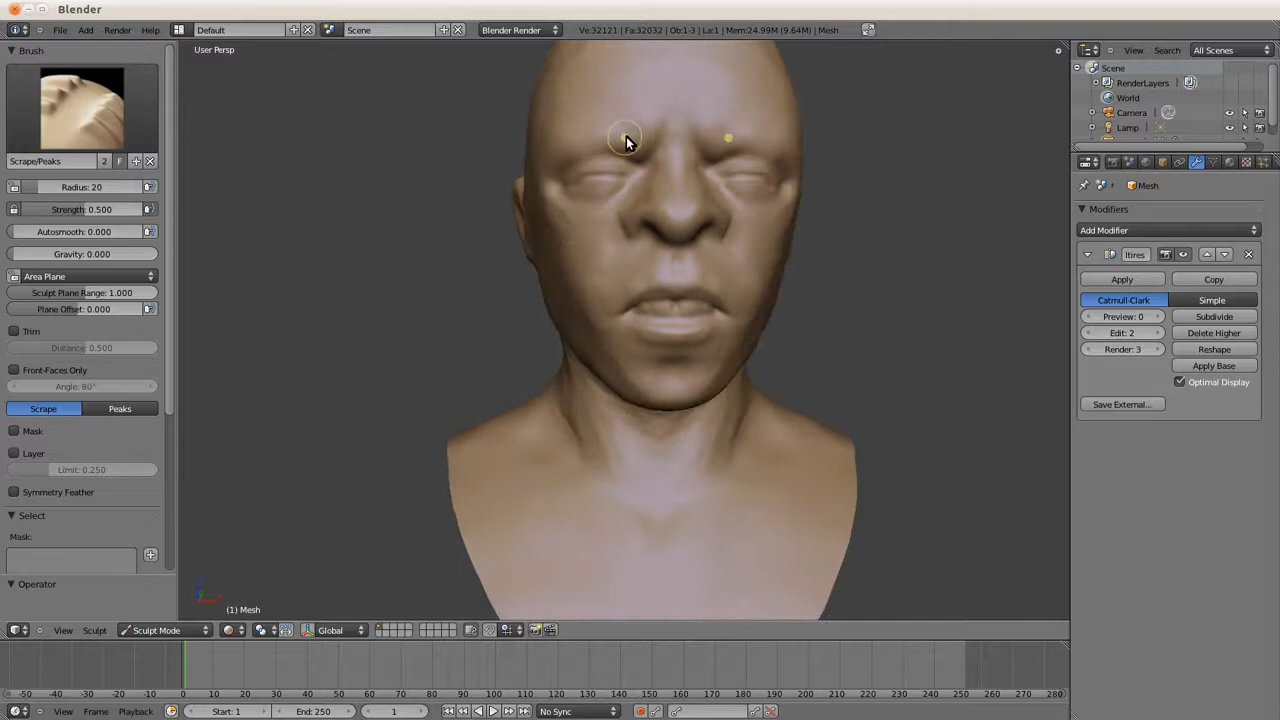 Blender
File Add Render Help Default Scene Blender Render Ve:32121 | Fa:32032 | Ob:1-3 | La:1 | Mem:24.99M (9.64M) | Mesh View Search All Scenes
Brush
User Persp
Scrape/Peaks 2 F
Radius: 20
Strength: 0.500
Autosmooth: 0.000
Gravity: 0.000
Area Plane
Sculpt Plane Range: 1.000
Plane Offset: 0.000
Trim
Distance: 0.500
Front-Faces Only
Angle: 80°
Scrape Peaks
Mask
Layer
Limit: 0.250
Symmetry Feather
Select
Mask:
Operator
(1) Mesh
Scene
RenderLayers
World
Camera
Lamp
Mesh
Modifiers
Add Modifier
ltires
Apply Copy
Catmull-Clark Simple
Preview: 0 Subdivide
Edit: 2 Delete Higher
Render: 3 Reshape
Apply Base
Optimal Display
Save External...
View Sculpt Sculpt Mode Global
-50 -40 -30 -20 -10 0 10 20 30 40 50 60 70 80 90 100 110 120 130 140 150 160 170 180 190 200 210 220 230 240 250 260 270 280
View Frame Playback Start: 1 End: 250 1 No Sync